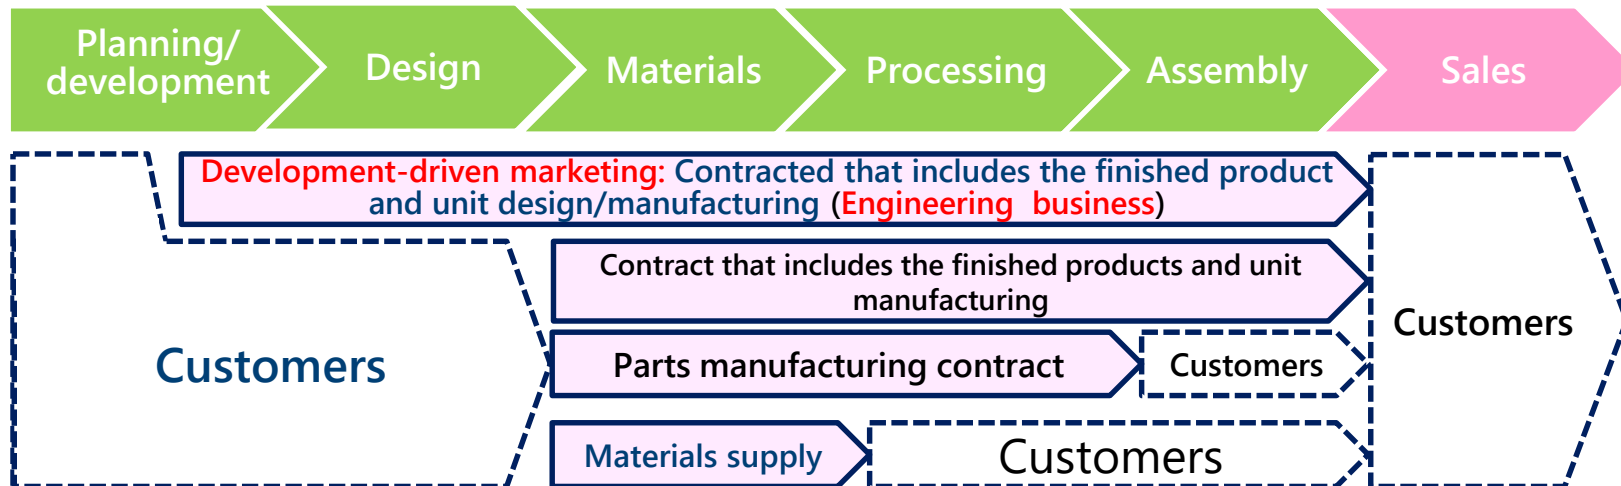 Planning/
development
Design
Materials
Processing
Assembly
Sales
Development-driven marketing: Contracted that includes the finished product
and unit design/manufacturing (Engineering  business)
Contract that includes the finished products and unit
manufacturing
Customers
Customers
Parts manufacturing contract
Customers
Materials supply
Customers